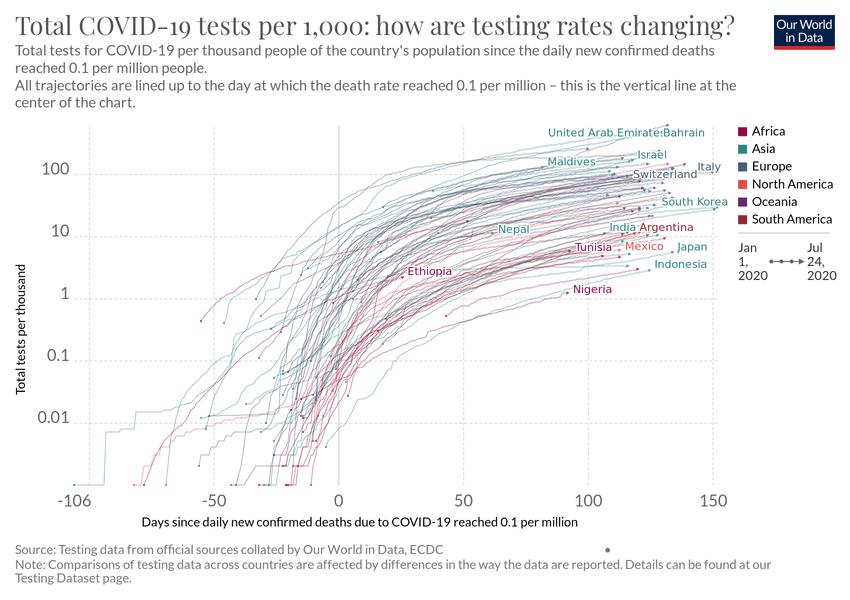 Total COVID-19 tests per 1,000: how are testing rates changing?
Our World
in Data
Total tests for COVID-19 per thousand people of the country's population since the daily new confirmed deaths
reached 0.1 per million people.
All trajectories are lined up to the day at which the death rate reached 0.1 per million – this is the vertical line at the
center of the chart.
Total tests per thousand
100
10
1
0.1
0.01
United Arab Emirates
Bahrain
Israel
Maldives
Italy
Switzerland
South Korea
Nepal
India
Argentina
Tunisia
Mexico
Japan
Ethiopia
Indonesia
Nigeria
Africa
Asia
Europe
North America
Oceania
South America
Jan
1,
2020
Jul
24,
2020
-106
-50
0
50
100
150
Days since daily new confirmed deaths due to COVID-19 reached 0.1 per million
Source: Testing data from official sources collated by Our World in Data, ECDC
Note: Comparisons of testing data across countries are affected by differences in the way the data are reported. Details can be found at our
Testing Dataset page.